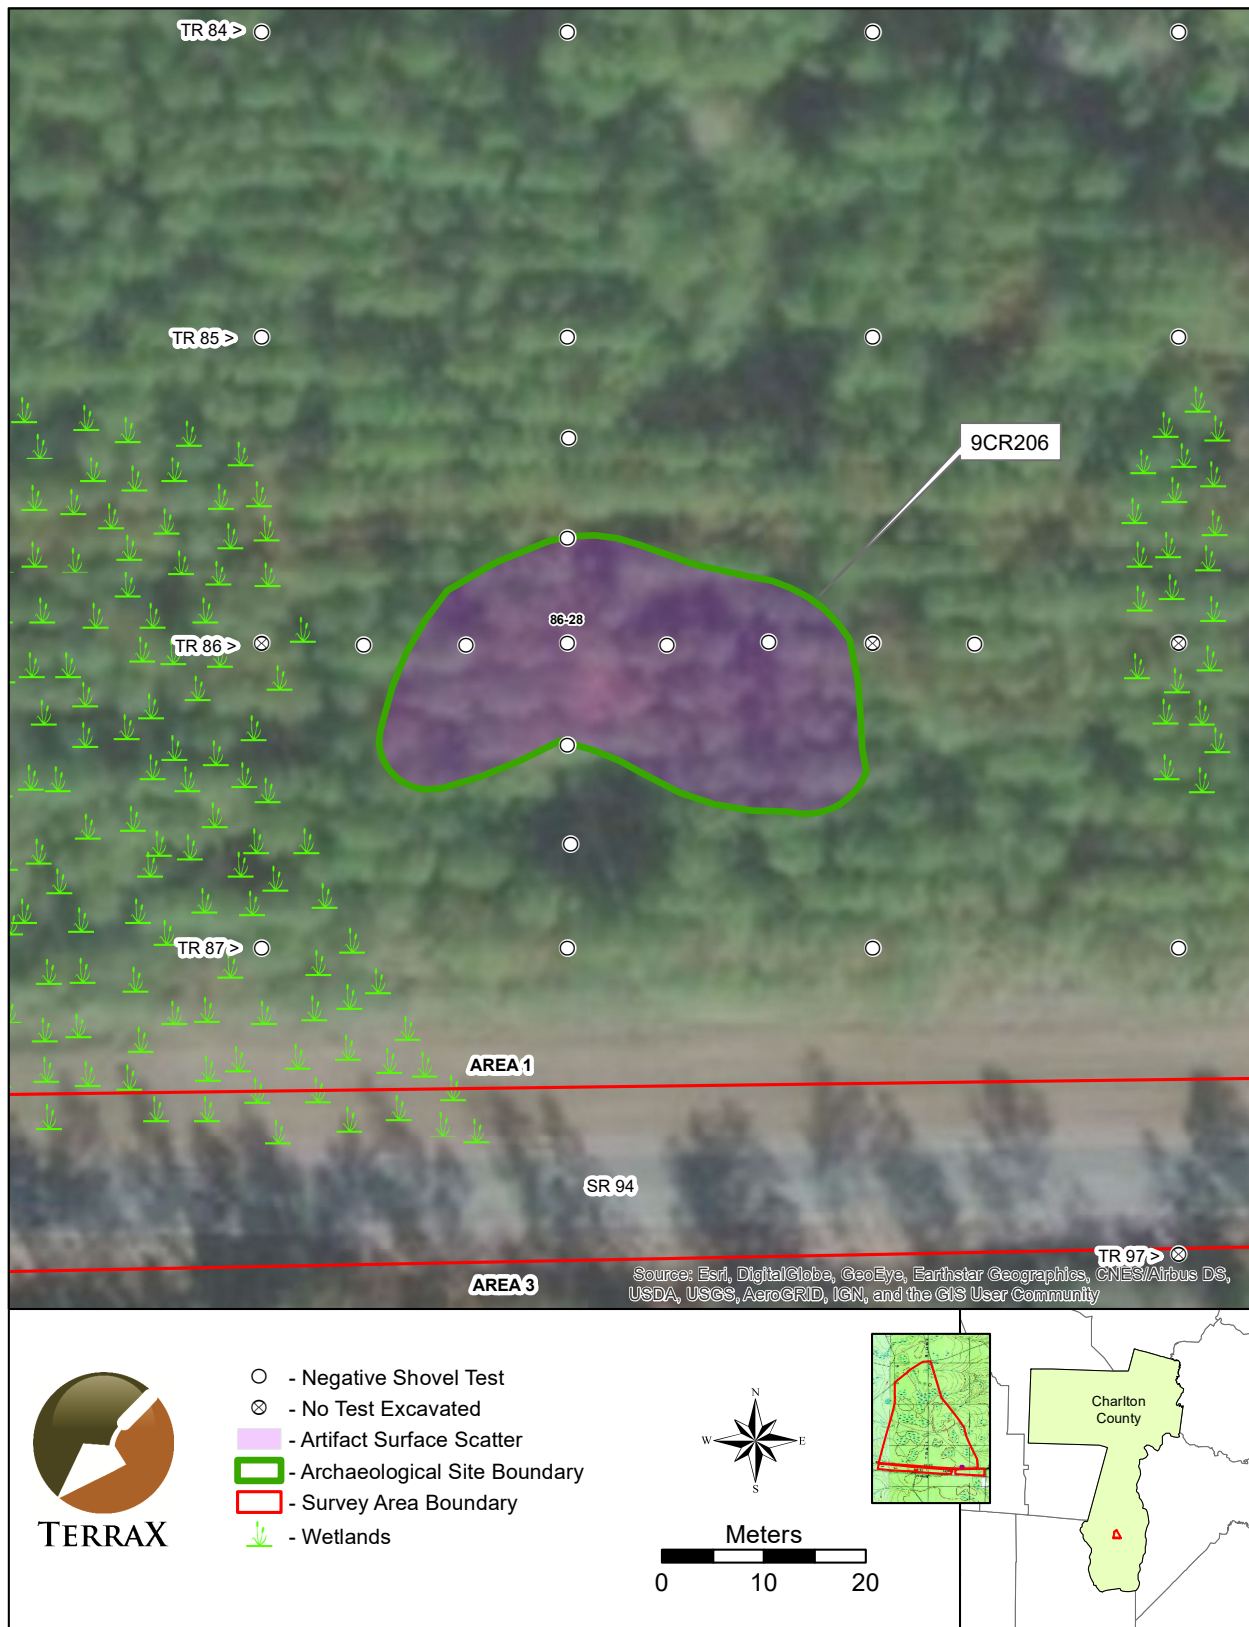 TR 84 >
TR 85 >
9CR206
86-28
TR 86 >
TR 87 >
AREA 1
SR 94
TR 97 >
AREA 3
Source: Esri, DigitalGlobe, GeoEye, Earthstar Geographics, CNES/Airbus DS,
USDA, USGS, AeroGRID, IGN, and the GIS User Community
TERRAX
- Negative Shovel Test
- No Test Excavated
- Artifact Surface Scatter
- Archaeological Site Boundary
- Survey Area Boundary
- Wetlands
N
W
E
S
Meters
0
10
20
Charlton
County